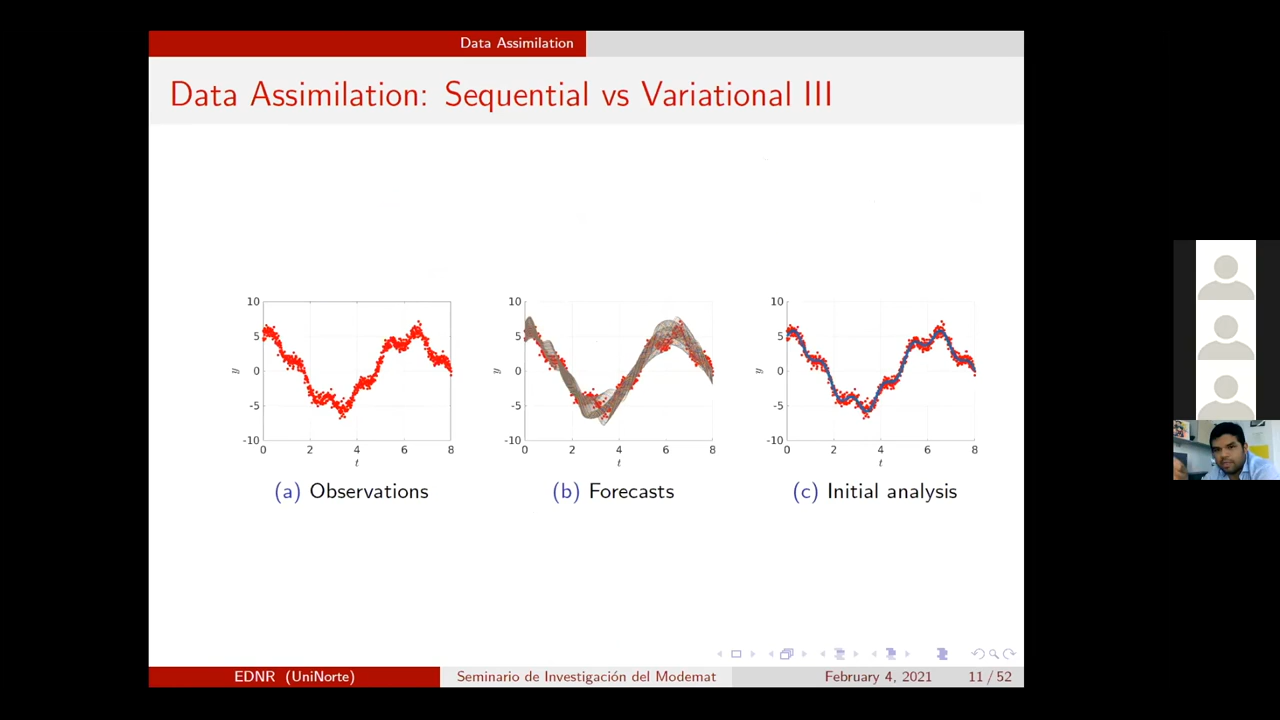 Data Assimilation
Data Assimilation: Sequential vs Variational III
10
5
0
-5
-10
y
0 2 4 6 8
t
(a) Observations
10
5
0
-5
-10
y
0 2 4 6 8
t
(b) Forecasts
10
5
0
-5
-10
y
0 2 4 6 8
t
(c) Initial analysis
EDNR (UniNorte) Seminario de Investigación del Modemat February 4, 2021 11 / 52